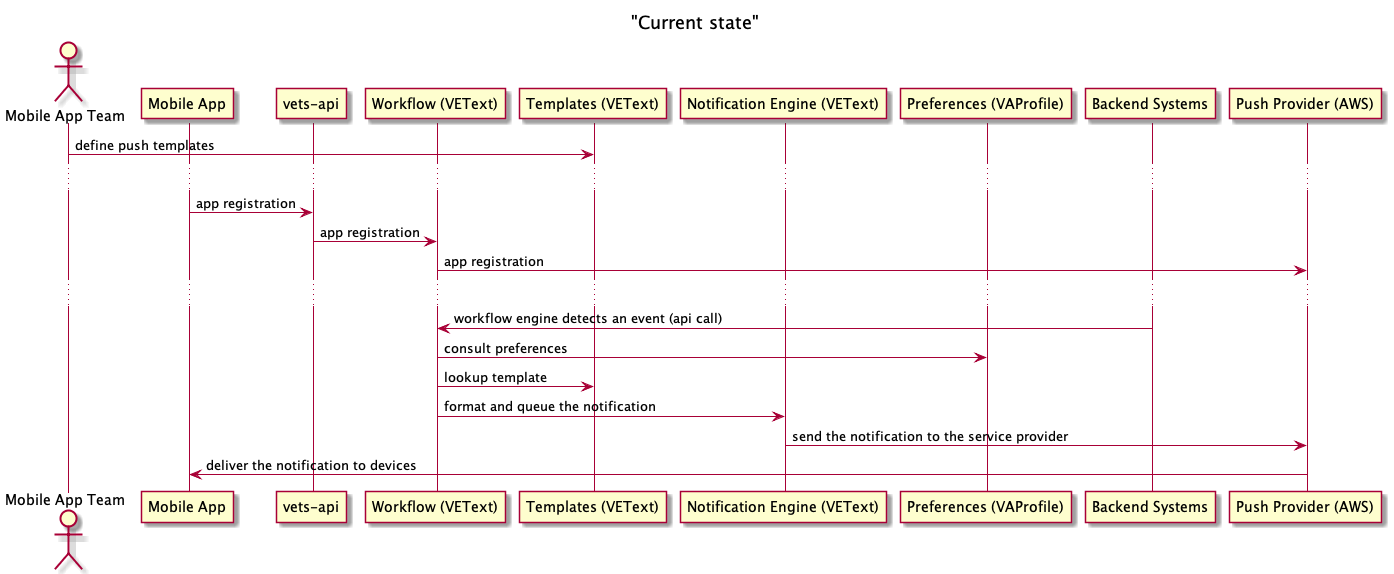 "Current state"
Mobile App Team
Mobile App
vets-api
Workflow (VEText)
Templates (VEText)
Notification Engine (VEText)
Preferences (VAProfile)
Backend Systems
Push Provider (AWS)
define push templates
app registration
app registration
app registration
workflow engine detects an event (api call)
consult preferences
lookup template
format and queue the notification
send the notification to the service provider
deliver the notification to devices
Mobile App Team
Mobile App
vets-api
Workflow (VEText)
Templates (VEText)
Notification Engine (VEText)
Preferences (VAProfile)
Backend Systems
Push Provider (AWS)